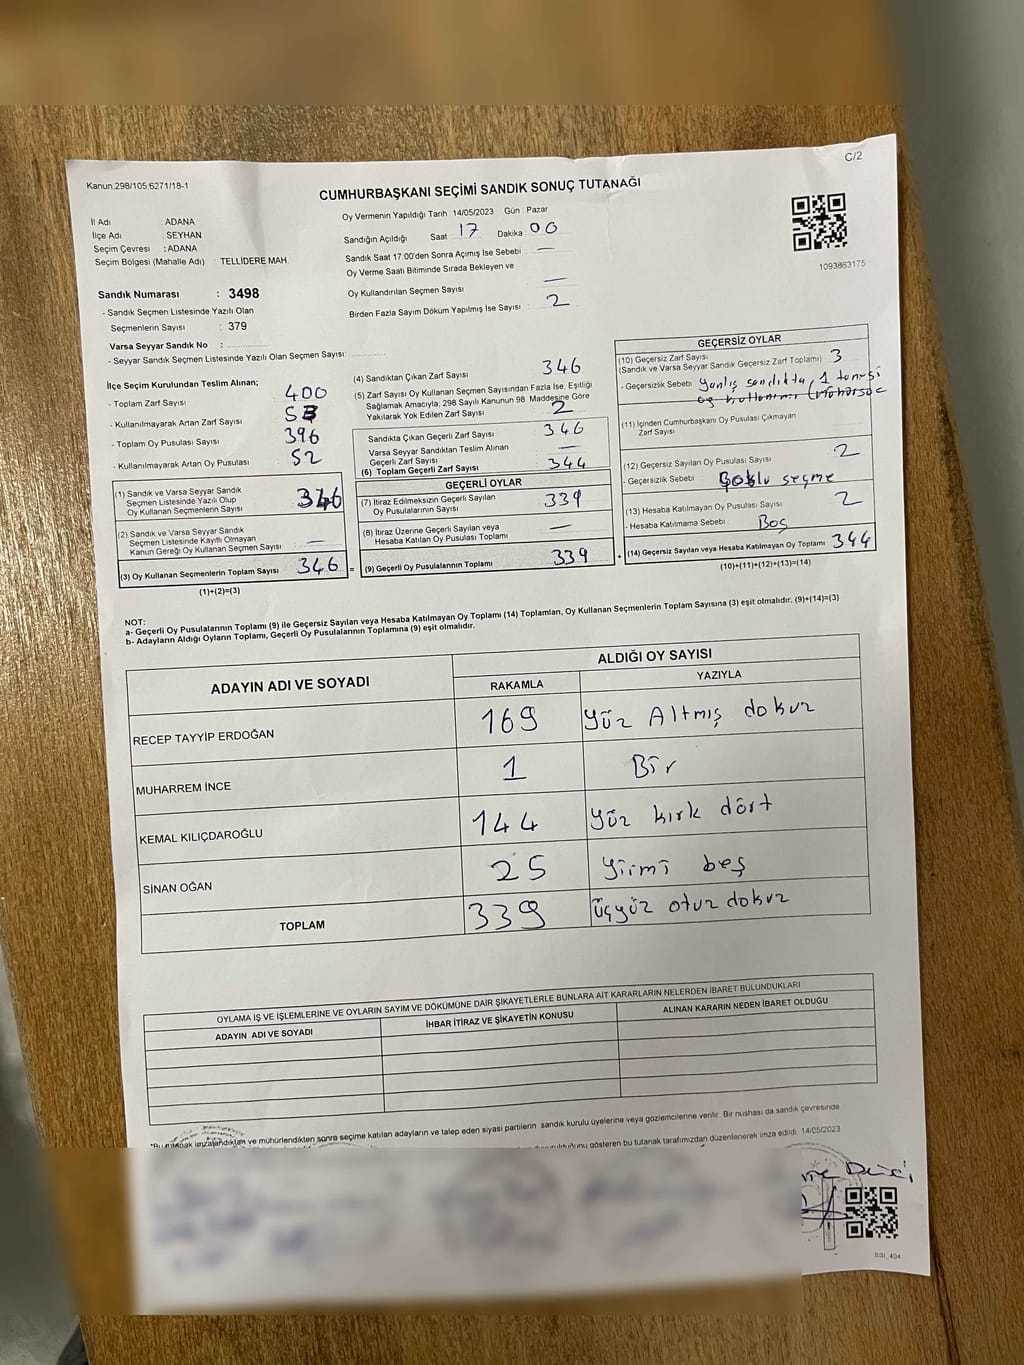 C/2
Kanun 298/105,6271/18-1
CUMHURBAŞKANI SEÇİMİ SANDIK SONUÇ TUTANAĞI
İl Adı : ADANA
İlçe Adı : SEYHAN
Seçim Çevresi : ADANA
Seçim Bölgesi (Mahalle Adı) : TELLİDERE MAH.
Sandık Numarası : 3498
- Sandık Seçmen Listesinde Yazılı Olan
Seçmenlerin Sayısı : 379
Varsa Seyyar Sandık No :
- Seyyar Sandık Seçmen Listesinde Yazılı Olan Seçmen Sayısı:
Oy Vermenin Yapıldığı Tarih :14/05/2023 Gün : Pazar
Sandığın Açıldığı Saat 17 Dakika 00
Sandık Saat 17:00'den Sonra Açmış İse Sebebi —
Oy Verme Saati Bitiminde Sırada Bekleyen ve
Oy Kullandırılan Seçmen Sayısı —
Birden Fazla Sayım Döküm Yapılmış İse Sayısı : 2
1093863175
İlçe Seçim Kurulundan Teslim Alınan;
- Toplam Zarf Sayısı 400
- Kullanılmayarak Artan Zarf Sayısı
- Toplam Oy Pusulası Sayısı 396
- Kullanılmayarak Artan Oy Pusulası 52
(1) Sandık ve Varsa Seyyar Sandık
Seçmen Listesinde Yazılı Olup
Oy Kullanan Seçmenlerin Sayısı 346
(2) Sandık ve Varsa Seyyar Sandık
Seçmen Listesinde Kayıtlı Olmayan
Kanun Gereği Oy Kullanan Seçmen Sayısı —
(3) Oy Kullanan Seçmenlerin Toplam Sayısı 346 =
(1)+(2)=(3)
(4) Sandıktan Çıkan Zarf Sayısı 346
(5) Zarf Sayısı Oy Kullanan Seçmen Sayısından Fazla İse, Eşitliği
Sağlamak Amacıyla; 298 Sayılı Kanunun 98. Maddesine Göre
Yakılarak Yok Edilen Zarf Sayısı 2
Sandıkta Çıkan Geçerli Zarf Sayısı 346
Varsa Seyyar Sandıktan Teslim Alınan
Geçerli Zarf Sayısı —
(6) Toplam Geçerli Zarf Sayısı 344
GEÇERLİ OYLAR
(7) İtiraz Edilmeksizin Geçerli Sayılan
Oy Pusulalarının Sayısı 339
(8) İtiraz Üzerine Geçerli Sayılan veya
Hesaba Katılan Oy Pusulası Toplamı —
(9) Geçerli Oy Pusulalarının Toplamı 339 +
GEÇERSİZ OYLAR
(10) Geçersiz Zarf Sayısı 3
(Sandık ve Varsa Seyyar Sandık Geçersiz Zarf Toplamı)
- Geçersizlik Sebebi yanlış sandıkta, 1 tanesi
oy kullanımı
(11) İçinden Cumhurbaşkanı Oy Pusulası Çıkmayan
Zarf Sayısı
(12) Geçersiz Sayılan Oy Pusulası Sayısı 2
- Geçersizlik Sebebi Çoklu seçme
(13) Hesaba Katılmayan Oy Pusulası Sayısı 2
- Hesaba Katılmama Sebebi Boş
(14) Geçersiz Sayılan veya Hesaba Katılmayan Oy Toplamı 344
(10)+(11)+(12)+(13)=(14)
NOT:
a- Geçerli Oy Pusulalarının Toplamı (9) ile Geçersiz Sayılan veya Hesaba Katılmayan Oy Toplamı (14) Toplamları, Oy Kullanan Seçmenlerin Toplam Sayısına (3) eşit olmalıdır. (9)+(14)=(3)
b- Adayların Aldığı Oyların Toplamı, Geçerli Oy Pusulalarının Toplamına (9) eşit olmalıdır.
ADAYIN ADI VE SOYADI
ALDIĞI OY SAYISI
RAKAMLA YAZIYLA
RECEP TAYYİP ERDOĞAN 169 Yüz Altmış dokuz
MUHARREM İNCE 1 Bir
KEMAL KILIÇDAROĞLU 144 Yüz kırk dört
SİNAN OĞAN 25 Yirmi beş
TOPLAM 339 Üçyüz otuz dokuz
OYLAMA İŞ VE İŞLEMLERİNE VE OYLARIN SAYIM VE DÖKÜMÜNE DAİR ŞİKAYETLERLE BUNLARA AİT KARARLARIN NELERDEN İBARET BULUNDUKLARI
ADAYIN ADI VE SOYADI İHBAR İTİRAZ VE ŞİKAYETİN KONUSU ALINAN KARARIN NEDEN İBARET OLDUĞU
imzalandıkten ve mühürlendikten sonra seçime katılan adayların ve talep eden siyasi partilerin sandık kurulu üyelerine veya gözlemcilerine verilir. Bir nushası da sandık çevresinde
gösteren bu tutanak tarafımızdan düzenlenerek imza edildi. 14/05/2023